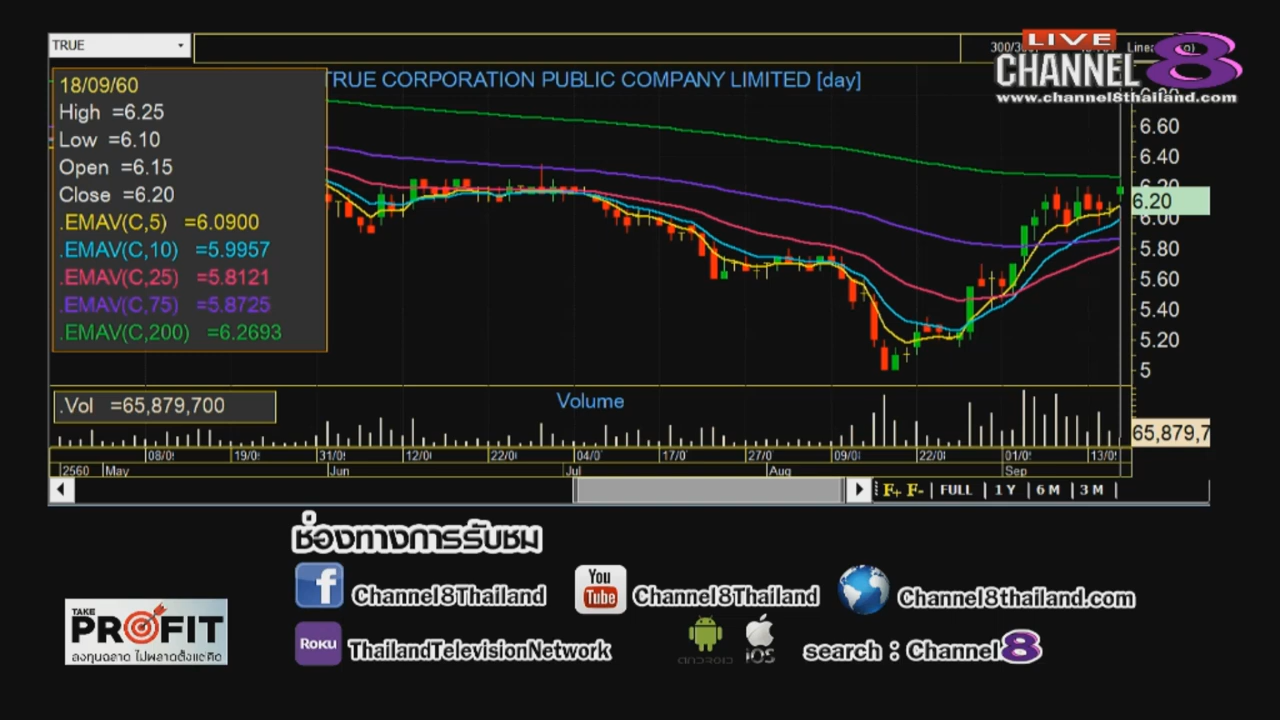 TRUE
LIVE
CHANNEL 8
www.channel8thailand.com
TRUE CORPORATION PUBLIC COMPANY LIMITED [day]
18/09/60
High =6.25
Low =6.10
Open =6.15
Close =6.20
.EMAV(C,5) =6.0900
.EMAV(C,10) =5.9957
.EMAV(C,25) =5.8121
.EMAV(C,75) =5.8725
.EMAV(C,200) =6.2693
6.60
6.40
6.20
6.20
6.00
5.80
5.60
5.40
5.20
5
.Vol =65,879,700
Volume
65,879,7
08/0 19/0 31/0 12/0 22/0 04/0 17/0 27/0 09/0 22/0 01/0 13/0
2560 May Jun Jul Aug Sep
F+ F- FULL 1 Y 6 M 3 M
ช่องทางการรับชม
Channel8Thailand
You Tube Channel8Thailand
Channel8thailand.com
TAKE PROFIT
ลงทุนฉลาด ไม่พลาดตั้งแต่คิด
ROKU ThailandTelevisionNetwork
ANDROID
iOS
search : Channel 8